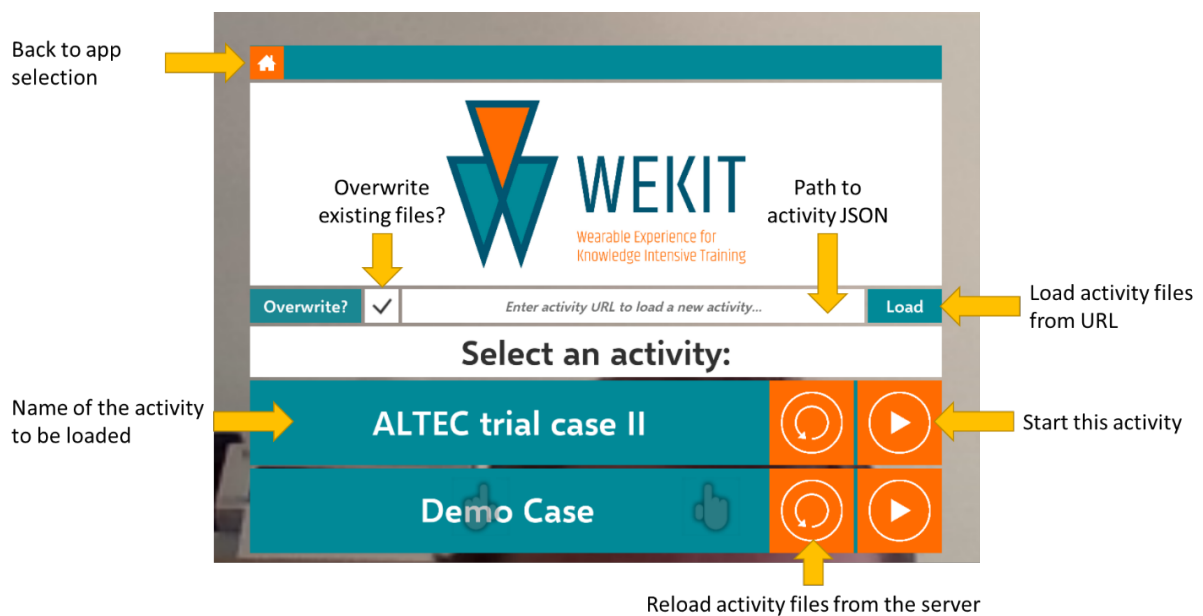 Back to app
selection
WEKIT
Wearable Experience for
Knowledge Intensive Training
Overwrite
existing files?
Path to
activity JSON
Overwrite?
Enter activity URL to load a new activity...
Load
Load activity files
from URL
Select an activity:
Name of the activity
to be loaded
ALTEC trial case II
Start this activity
Demo Case
Reload activity files from the server